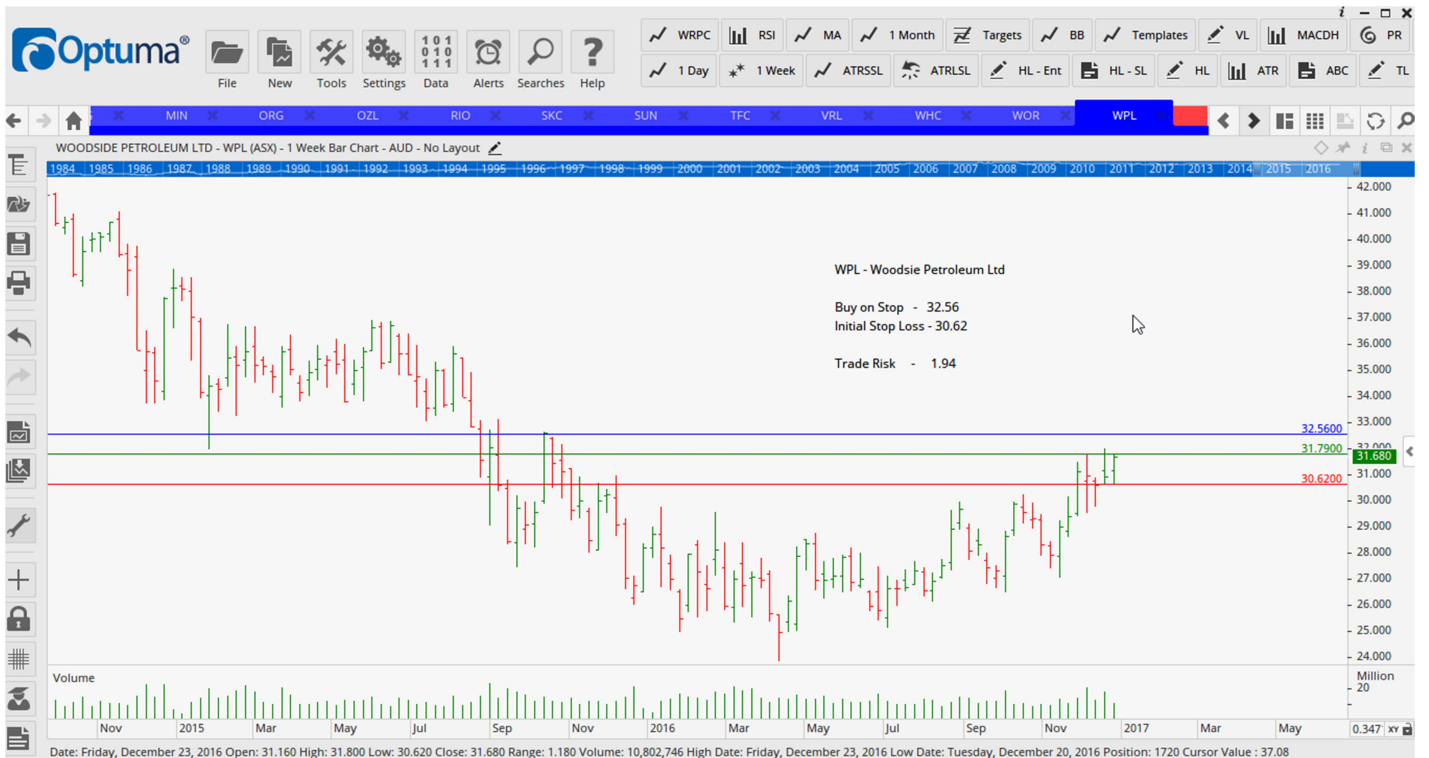 Optuma®
File New Tools Settings Data Alerts Searches Help
WRPC RSI MA 1 Month Targets BB Templates VL MACDH PR
1 Day 1 Week ATRSSL ATRLSL HL - Ent HL - SL HL ATR ABC TL
MIN ORG OZL RIO SKC SUN TFC VRL WHC WOR WPL
WOODSIDE PETROLEUM LTD - WPL (ASX) - 1 Week Bar Chart - AUD - No Layout
1984 1985 1986 1987 1988 1989 1990 1991 1992 1993 1994 1995 1996 1997 1998 1999 2000 2001 2002 2003 2004 2005 2006 2007 2008 2009 2010 2011 2012 2013 2014 2015 2016
42.000
41.000
40.000
39.000
WPL - Woodsie Petroleum Ltd
38.000
Buy on Stop - 32.56
37.000
Initial Stop Loss - 30.62
36.000
Trade Risk - 1.94
35.000
34.000
33.000
32.5600
32.000
31.7900
31.680
31.000
30.6200
30.000
29.000
28.000
27.000
26.000
25.000
24.000
Volume
Million
20
Nov 2015 Mar May Jul Sep Nov 2016 Mar May Jul Sep Nov 2017 Mar May
0.347 XY
Date: Friday, December 23, 2016 Open: 31.160 High: 31.800 Low: 30.620 Close: 31.680 Range: 1.180 Volume: 10,802,746 High Date: Friday, December 23, 2016 Low Date: Tuesday, December 20, 2016 Position: 1720 Cursor Value : 37.08